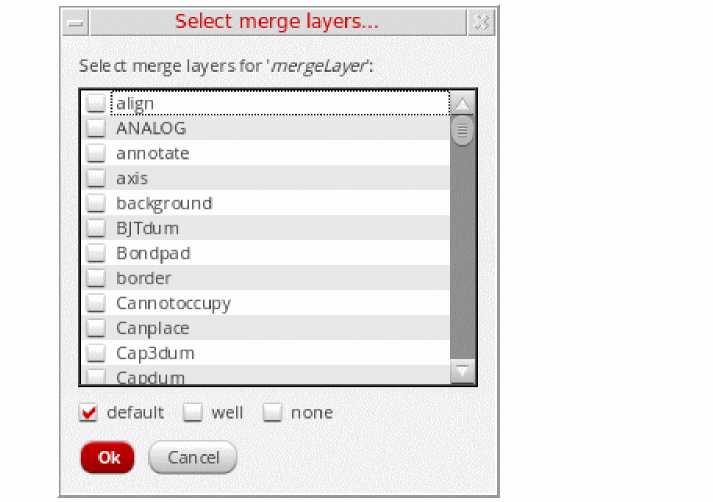 Select merge layers...
Select merge layers for 'mergeLayer':
align
ANALOG
annotate
axis
background
BJTdum
Bondpad
border
Cannotoccupy
Canplace
Cap3dum
Capdum
default well none
Ok Cancel